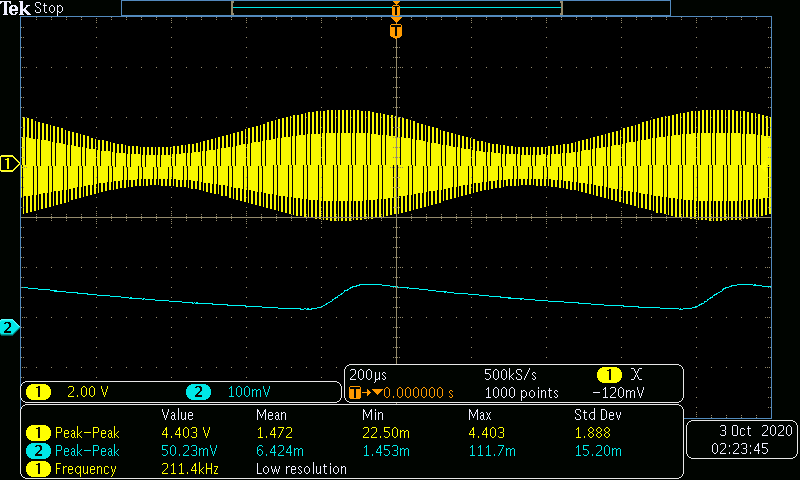 Tek Stop
T
T
1
2
1 2.00 V 2 100mV
200µs 500kS/s 1 X
T→▼0.000000 s 1000 points −120mV
Value Mean Min Max Std Dev
1 Peak–Peak 4.403 V 1.472 22.50m 4.403 1.888
2 Peak–Peak 50.23mV 6.424m 1.453m 111.7m 15.20m
1 Frequency 211.4kHz Low resolution
3 Oct 2020
02:23:45